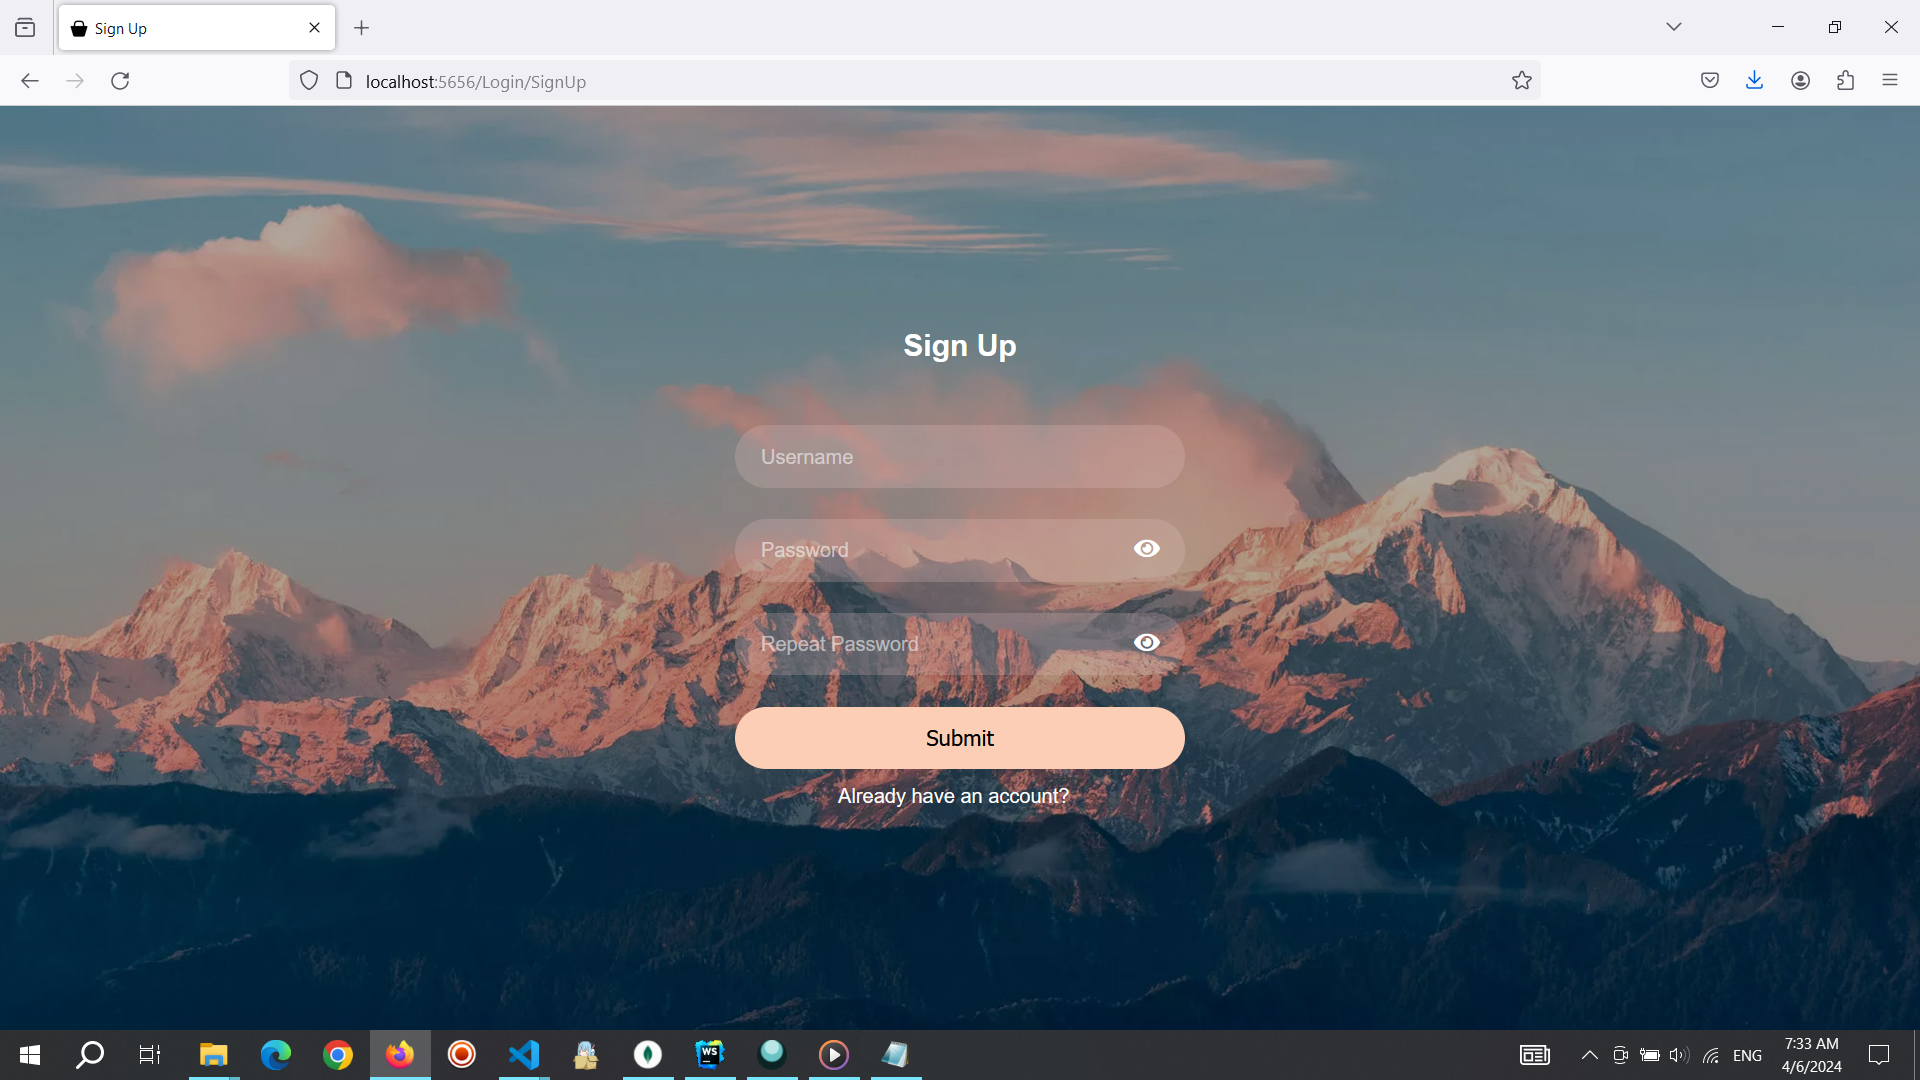 Sign Up
localhost:5656/Login/SignUp
Sign Up
Username
Password
Repeat Password
Submit
Already have an account?
WS
ENG
7:33 AM
4/6/2024